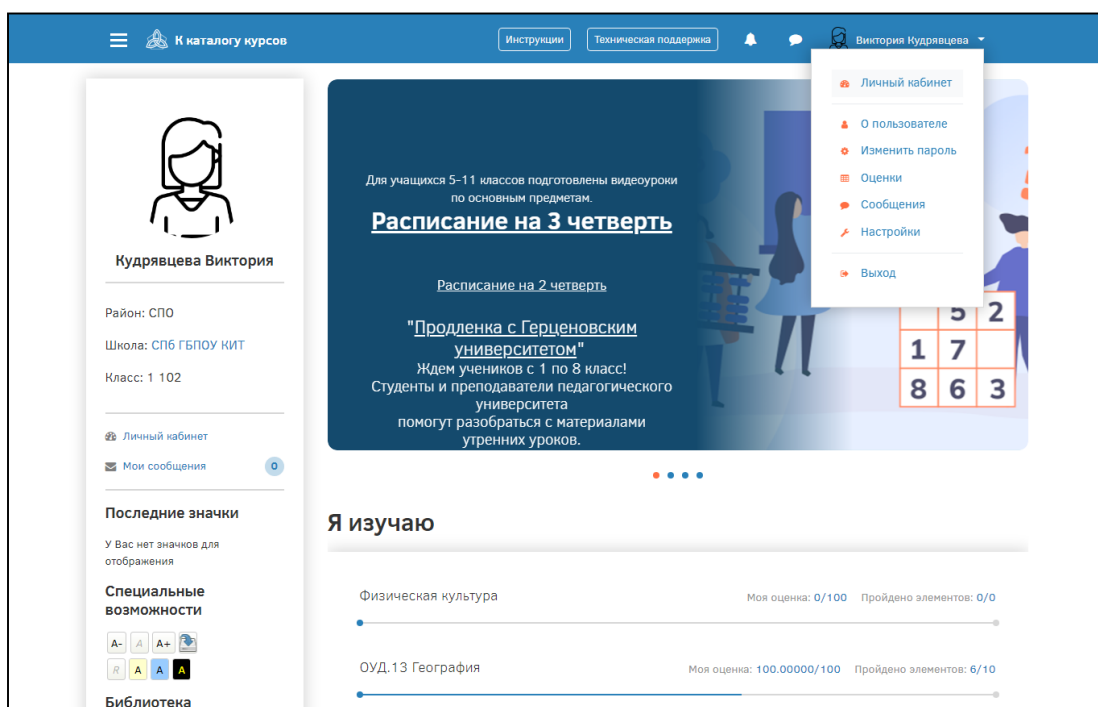 К каталогу курсов
Инструкции
Техническая поддержка
Виктория Кудрявцева
Личный кабинет
О пользователе
Изменить пароль
Оценки
Сообщения
Настройки
Выход
Кудрявцева Виктория
Район: СПО
Школа: СПб ГБПОУ КИТ
Класс: 1 102
Личный кабинет
Мои сообщения 0
Последние значки
У Вас нет значков для
отображения
Специальные
возможности
A- A A+
R A A A
Библиотека
Для учащихся 5-11 классов подготовлены видеоуроки
по основным предметам.
Расписание на 3 четверть
Расписание на 2 четверть
"Продленка с Герценовским
университетом"
Ждем учеников с 1 по 8 класс!
Студенты и преподаватели педагогического
университета
помогут разобраться с материалами
утренних уроков.
5 2
1 7
8 6 3
Я изучаю
Физическая культура Моя оценка: 0/100 Пройдено элементов: 0/0
ОУД.13 География Моя оценка: 100.00000/100 Пройдено элементов: 6/10